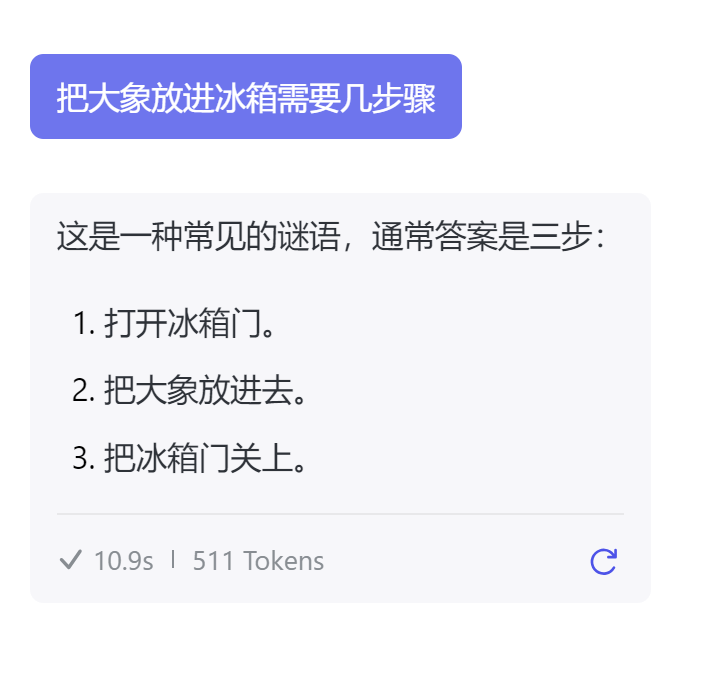 把大象放进冰箱需要几步骤
这是一种常见的谜语，通常答案是三步：
1. 打开冰箱门。
2. 把大象放进去。
3. 把冰箱门关上。
10.9s | 511 Tokens